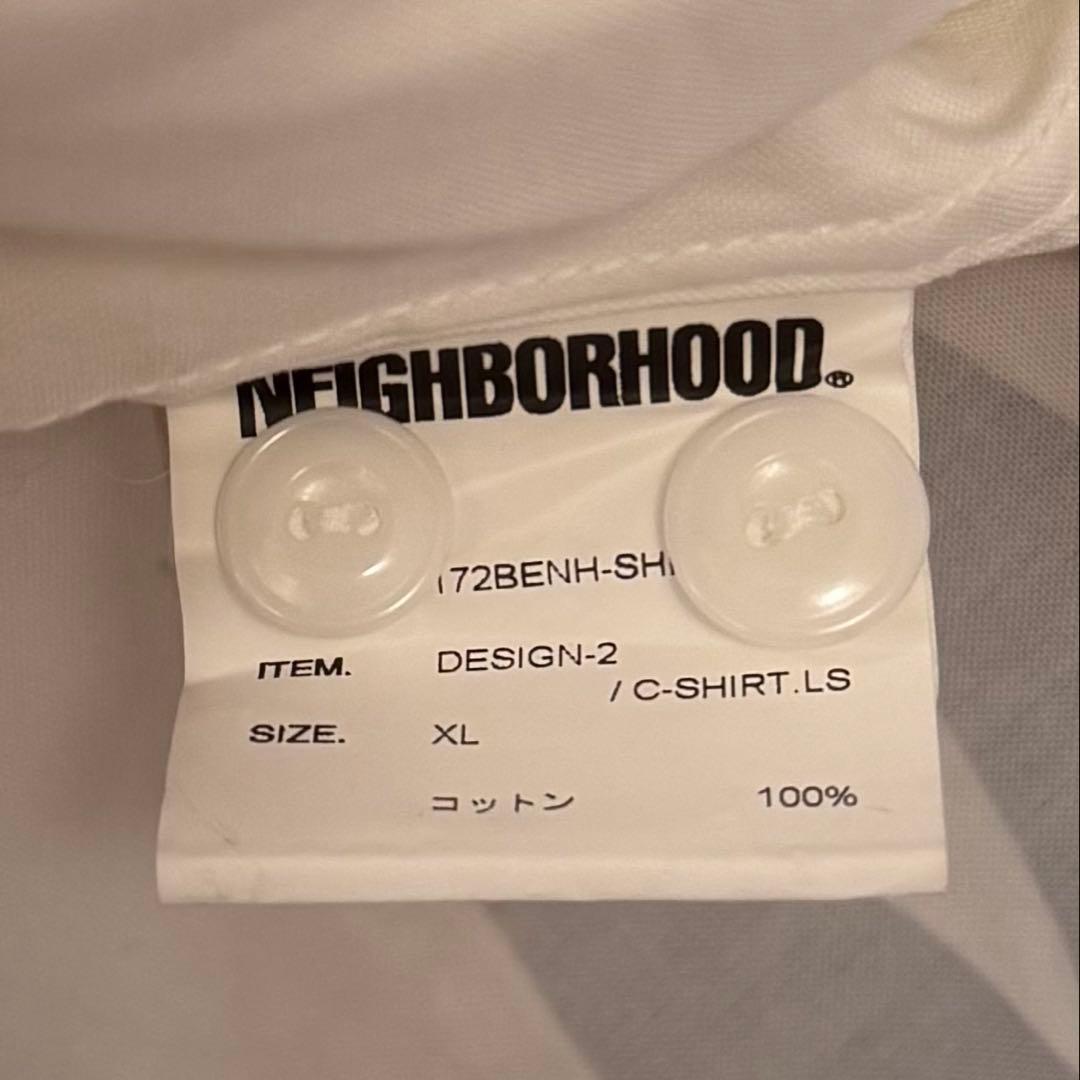 NEIGHBORHOOD®
172BENH-SH
ITEM. DESIGN-2
/ C-SHIRT.LS
SIZE. XL
コットン 100%